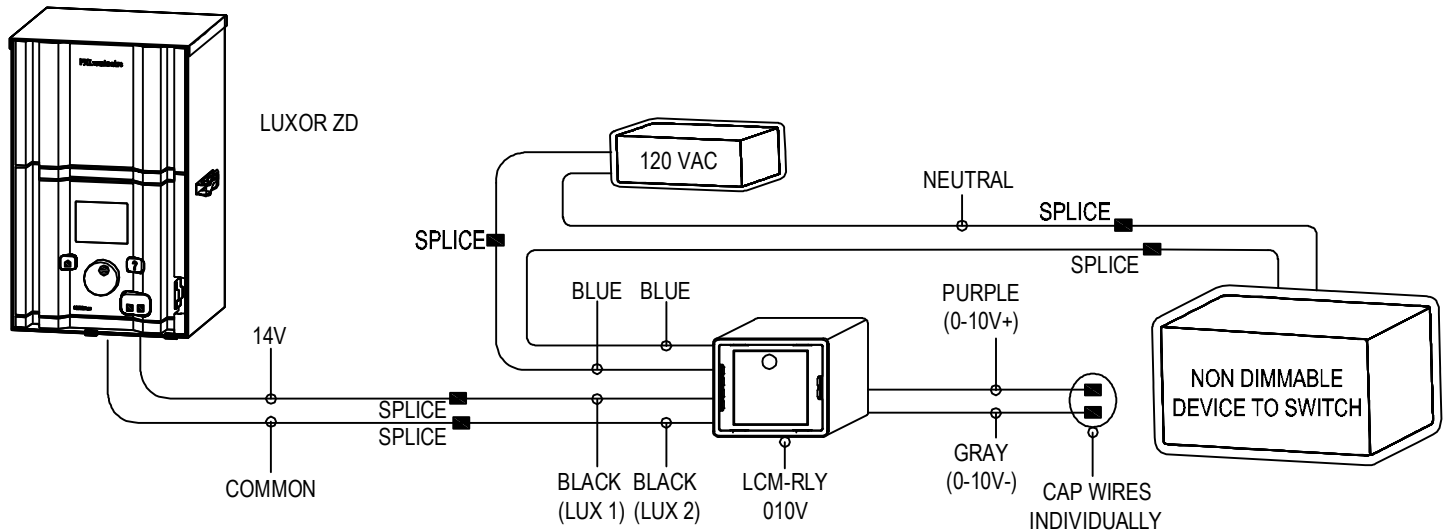 LUXOR ZD
120 VAC
NEUTRAL
SPLICE
SPLICE
SPLICE
BLUE
BLUE
PURPLE
(0-10V+)
14V
NON DIMMABLE
DEVICE TO SWITCH
SPLICE
SPLICE
COMMON
BLACK
(LUX 1)
BLACK
(LUX 2)
LCM-RLY
010V
GRAY
(0-10V-)
CAP WIRES
INDIVIDUALLY
?